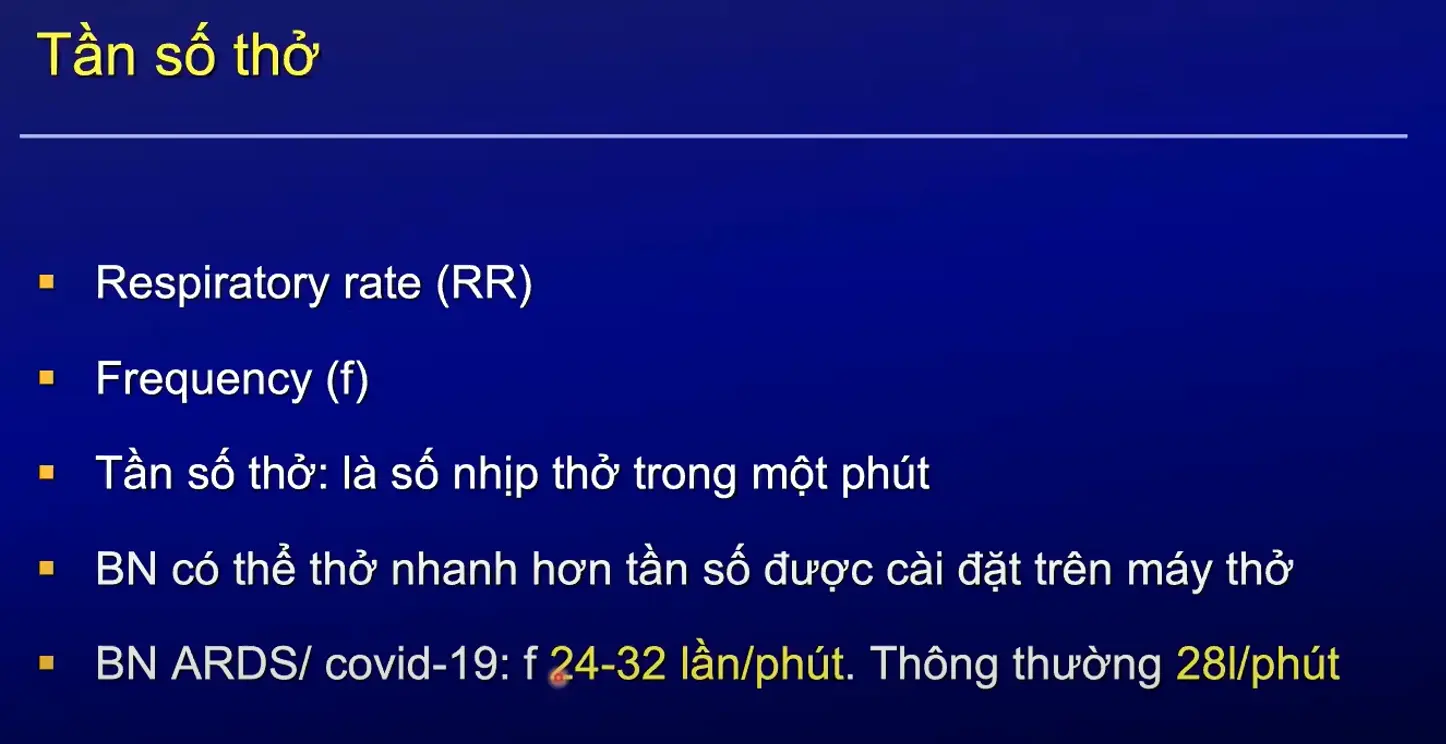 Tần số thở
Respiratory rate (RR)
Frequency (f)
Tần số thở: là số nhịp thở trong một phút
BN có thể thở nhanh hơn tần số được cài đặt trên máy thở
BN ARDS/ covid-19: f 24-32 lần/phút. Thông thường 28l/phút